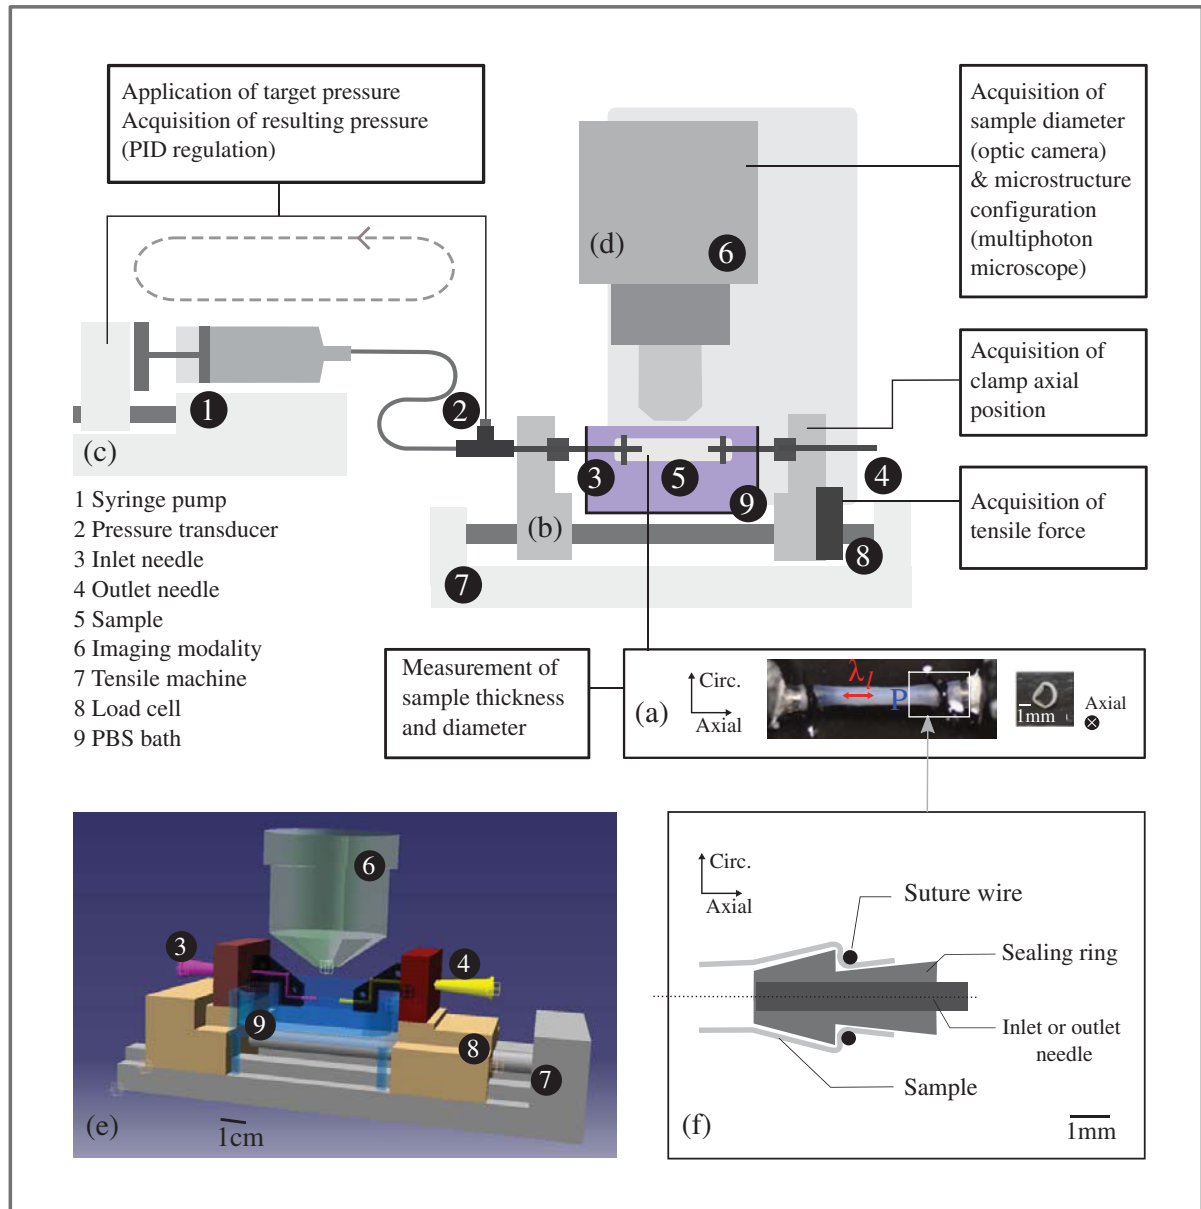 Application of target pressure
Acquisition of resulting pressure
(PID regulation)
Acquisition of
sample diameter
(optic camera)
& microstructure
configuration
(multiphoton
microscope)
(d)
6
Acquisition of
clamp axial
position
1
2
(c)
3
5
4
9
(b)
Acquisition of
tensile force
8
7
1 Syringe pump
2 Pressure transducer
3 Inlet needle
4 Outlet needle
5 Sample
6 Imaging modality
7 Tensile machine
8 Load cell
9 PBS bath
Measurement of
sample thickness
and diameter
(a)
Circ.
Axial
λl
P
1mm
Axial
6
3
4
9
8
7
(e)
1cm
Circ.
Axial
Suture wire
Sealing ring
Inlet or outlet
needle
Sample
(f)
1mm